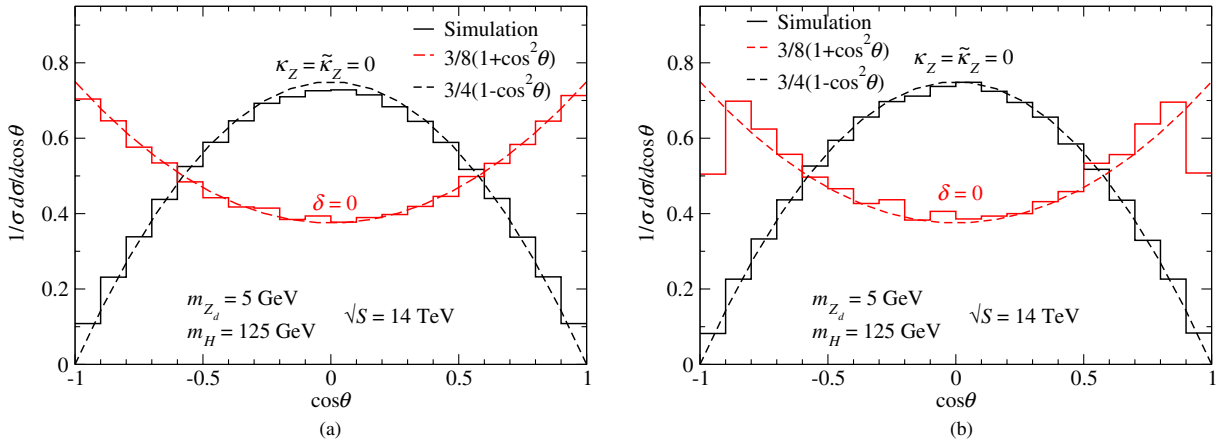 Simulation
3/8(1+cos²θ)
3/4(1-cos²θ)
κ_Z = κ̃_Z = 0
δ = 0
m_{Z_d} = 5 GeV
m_H = 125 GeV
√S = 14 TeV
1/σ dσ/dcosθ
0.8
0.6
0.4
0.2
0
-1
-0.5
0
0.5
1
cosθ
(a)
Simulation
3/8(1+cos²θ)
3/4(1-cos²θ)
κ_Z = κ̃_Z = 0
δ = 0
m_{Z_d} = 5 GeV
m_H = 125 GeV
√S = 14 TeV
1/σ dσ/dcosθ
0.8
0.6
0.4
0.2
0
-1
-0.5
0
0.5
1
cosθ
(b)